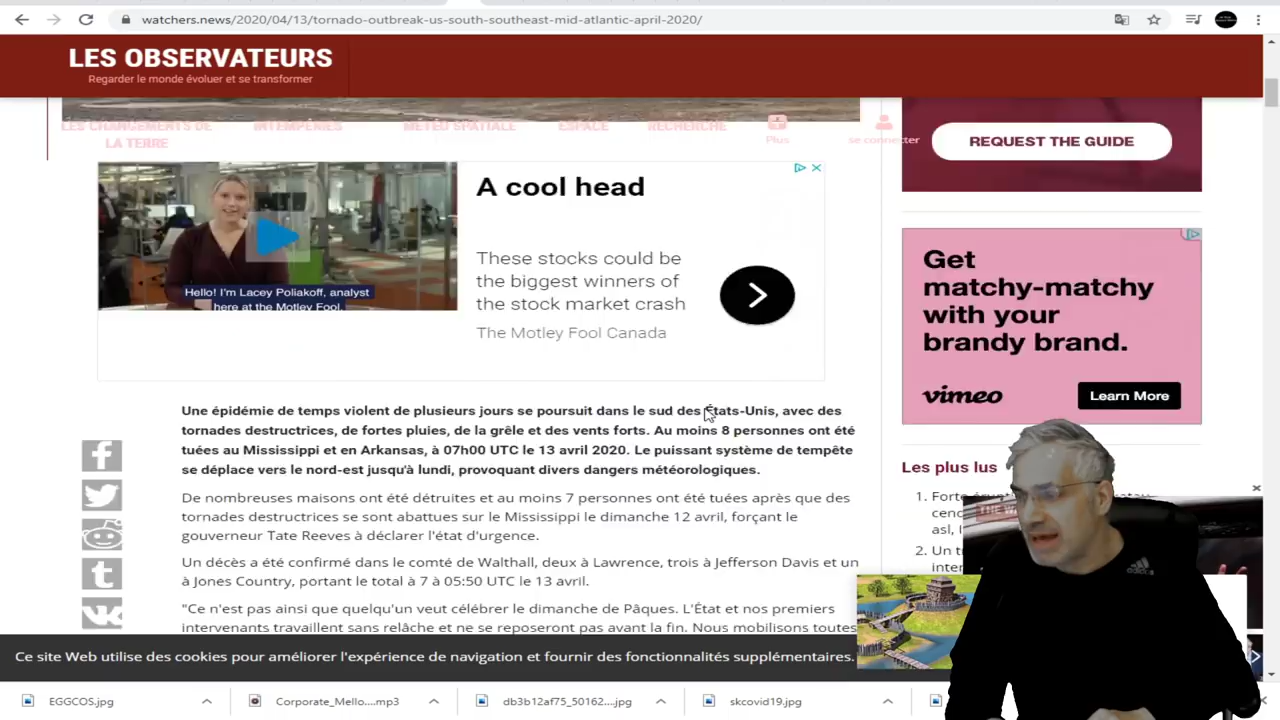 watchers.news/2020/04/13/tornado-outbreak-us-south-southeast-mid-atlantic-april-2020/
LES OBSERVATEURS
Regarder le monde évoluer et se transformer
LES CHANGEMENTS DE
LA TERRE
INTEMPÉRIES
MÉTÉO SPATIALE
ESPACE
RECHERCHE
Plus
se connecter
REQUEST THE GUIDE
A cool head
These stocks could be
the biggest winners of
the stock market crash
The Motley Fool Canada
Hello! I'm Lacey Poliakoff, analyst
here at the Motley Fool.
Get
matchy-matchy
with your
brandy brand.
vimeo
Learn More
Une épidémie de temps violent de plusieurs jours se poursuit dans le sud des États-Unis, avec des
tornades destructrices, de fortes pluies, de la grêle et des vents forts. Au moins 8 personnes ont été
tuées au Mississippi et en Arkansas, à 07h00 UTC le 13 avril 2020. Le puissant système de tempête
se déplace vers le nord-est jusqu'à lundi, provoquant divers dangers météorologiques.
De nombreuses maisons ont été détruites et au moins 7 personnes ont été tuées après que des
tornades destructrices se sont abattues sur le Mississippi le dimanche 12 avril, forçant le
gouverneur Tate Reeves à déclarer l'état d'urgence.
Un décès a été confirmé dans le comté de Walthall, deux à Lawrence, trois à Jefferson Davis et un
à Jones Country, portant le total à 7 à 05:50 UTC le 13 avril.
"Ce n'est pas ainsi que quelqu'un veut célébrer le dimanche de Pâques. L'État et nos premiers
intervenants travaillent sans relâche et ne se reposeront pas avant la fin. Nous mobilisons toutes
Les plus lus
1. Forte
asl, l
2. Un
inter
adidas
Ce site Web utilise des cookies pour améliorer l'expérience de navigation et fournir des fonctionnalités supplémentaires.
EGGCOS.jpg
Corporate_Mello....mp3
db3b12af75_50162....jpg
skcovid19.jpg